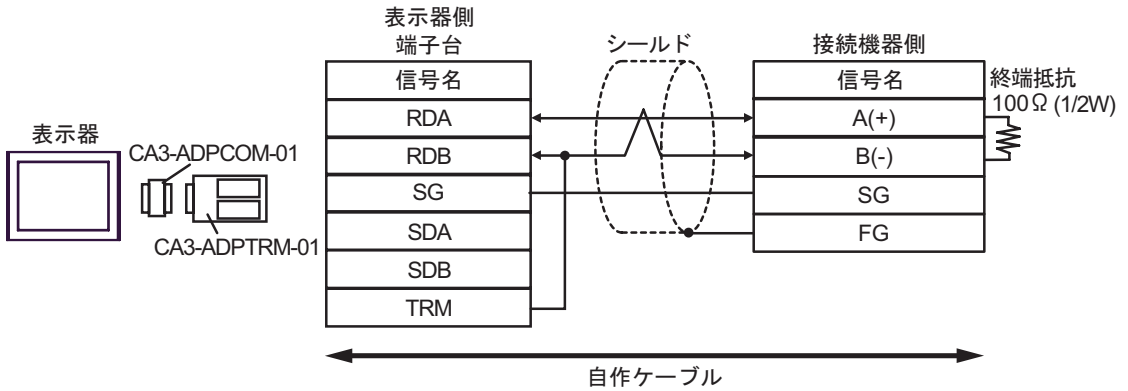 表示器
CA3-ADPCOM-01
CA3-ADPTRM-01
表示器側
端子台
信号名
RDA
RDB
SG
SDA
SDB
TRM
シールド
接続機器側
信号名
A(+)
B(-)
SG
FG
終端抵抗
100Ω (1/2W)
自作ケーブル